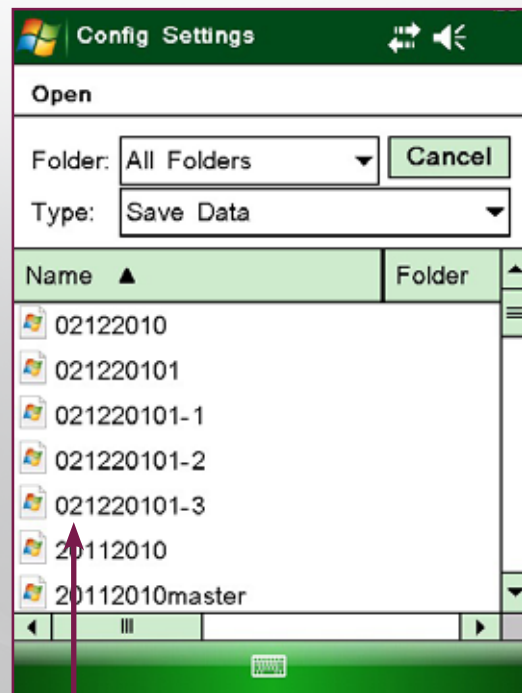 Config Settings
Open
Folder: All Folders Cancel
Type: Save Data
Name Folder
02122010
021220101
021220101-1
021220101-2
021220101-3
20112010
20112010master